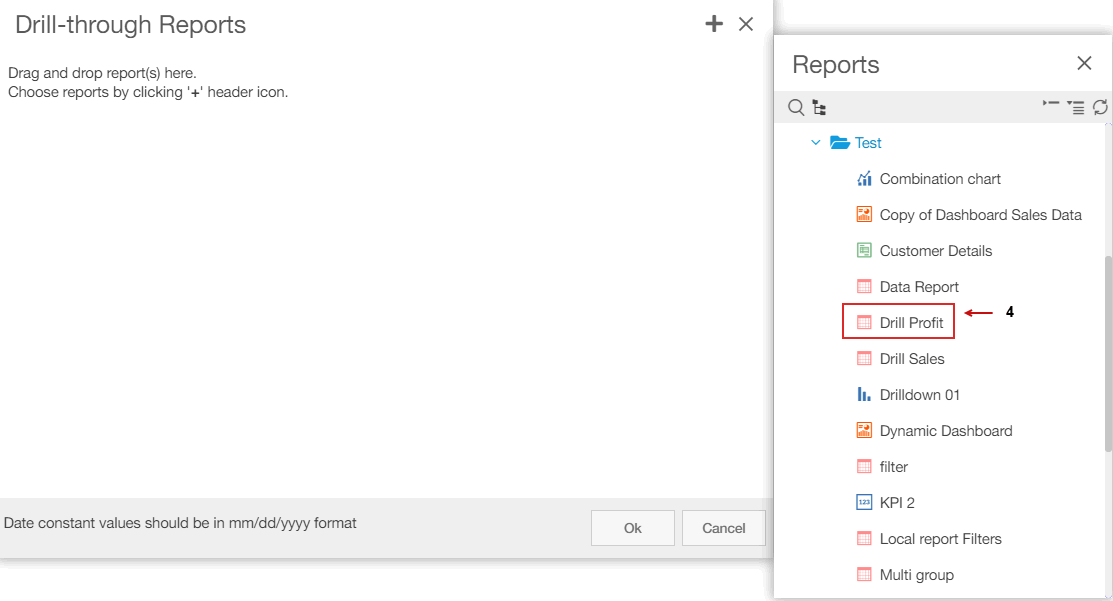 Drill-through Reports
Drag and drop report(s) here.
Choose reports by clicking '+' header icon.
Date constant values should be in mm/dd/yyyy format
Ok
Cancel
Reports
Test
Combination chart
Copy of Dashboard Sales Data
Customer Details
Data Report
Drill Profit
4
Drill Sales
Drilldown 01
Dynamic Dashboard
filter
123
KPI 2
Local report Filters
Multi group